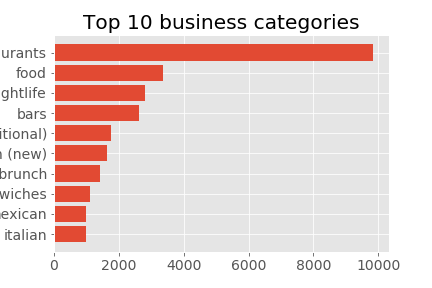 Top 10 business categories
urants
food
ghtlife
bars
itional)
n (new)
brunch
wiches
exican
italian
0 2000 4000 6000 8000 10000